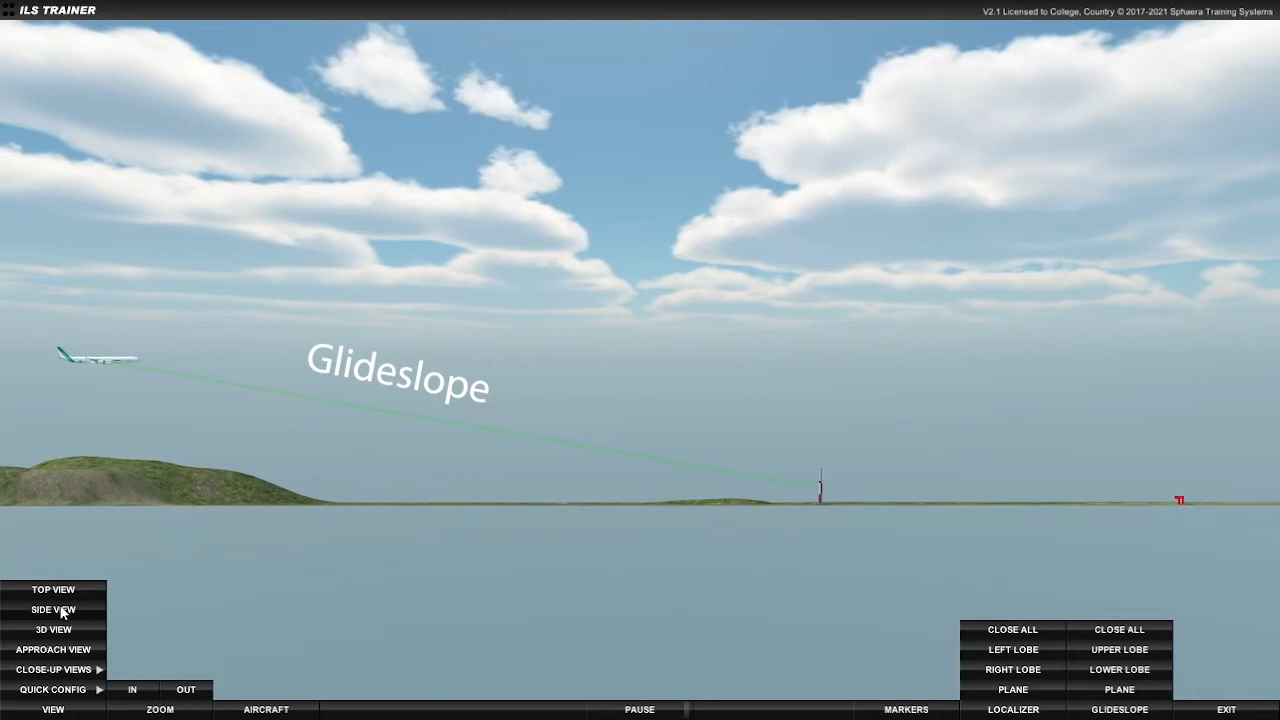 ILS TRAINER
V2.1 Licensed to College, Country © 2017-2021 Sphaera Training Systems
Glideslope
TOP VIEW
SIDE VIEW
3D VIEW
APPROACH VIEW
CLOSE-UP VIEWS
QUICK CONFIG
IN
OUT
CLOSE ALL
CLOSE ALL
LEFT LOBE
UPPER LOBE
RIGHT LOBE
LOWER LOBE
PLANE
PLANE
VIEW
ZOOM
AIRCRAFT
PAUSE
MARKERS
LOCALIZER
GLIDESLOPE
EXIT